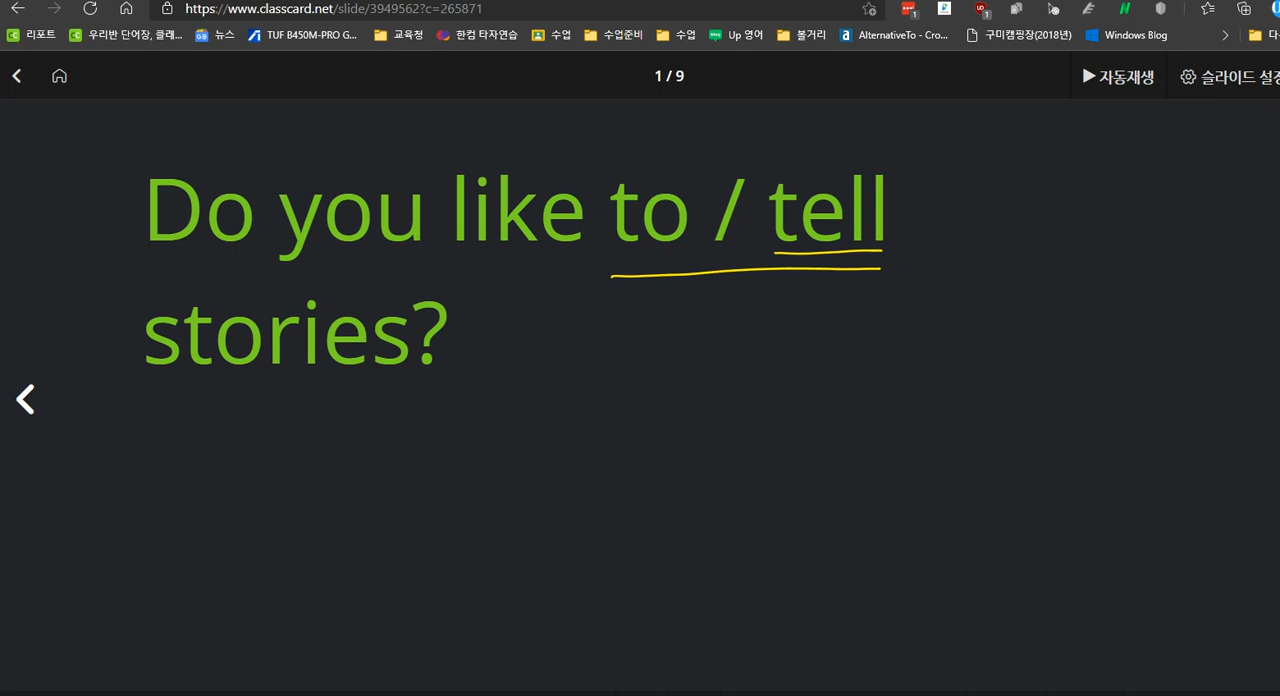 https://www.classcard.net/slide/3949562?c=265871
리포트 우리반 단어장, 클래... 뉴스 TUF B450M-PRO G... 교육청 한컴 타자연습 수업 수업준비 수업 Up 영어 볼거리 AlternativeTo - Cro... 구미캠핑장(2018년) Windows Blog
1 / 9 자동재생 슬라이드 설정
Do you like to / tell
stories?